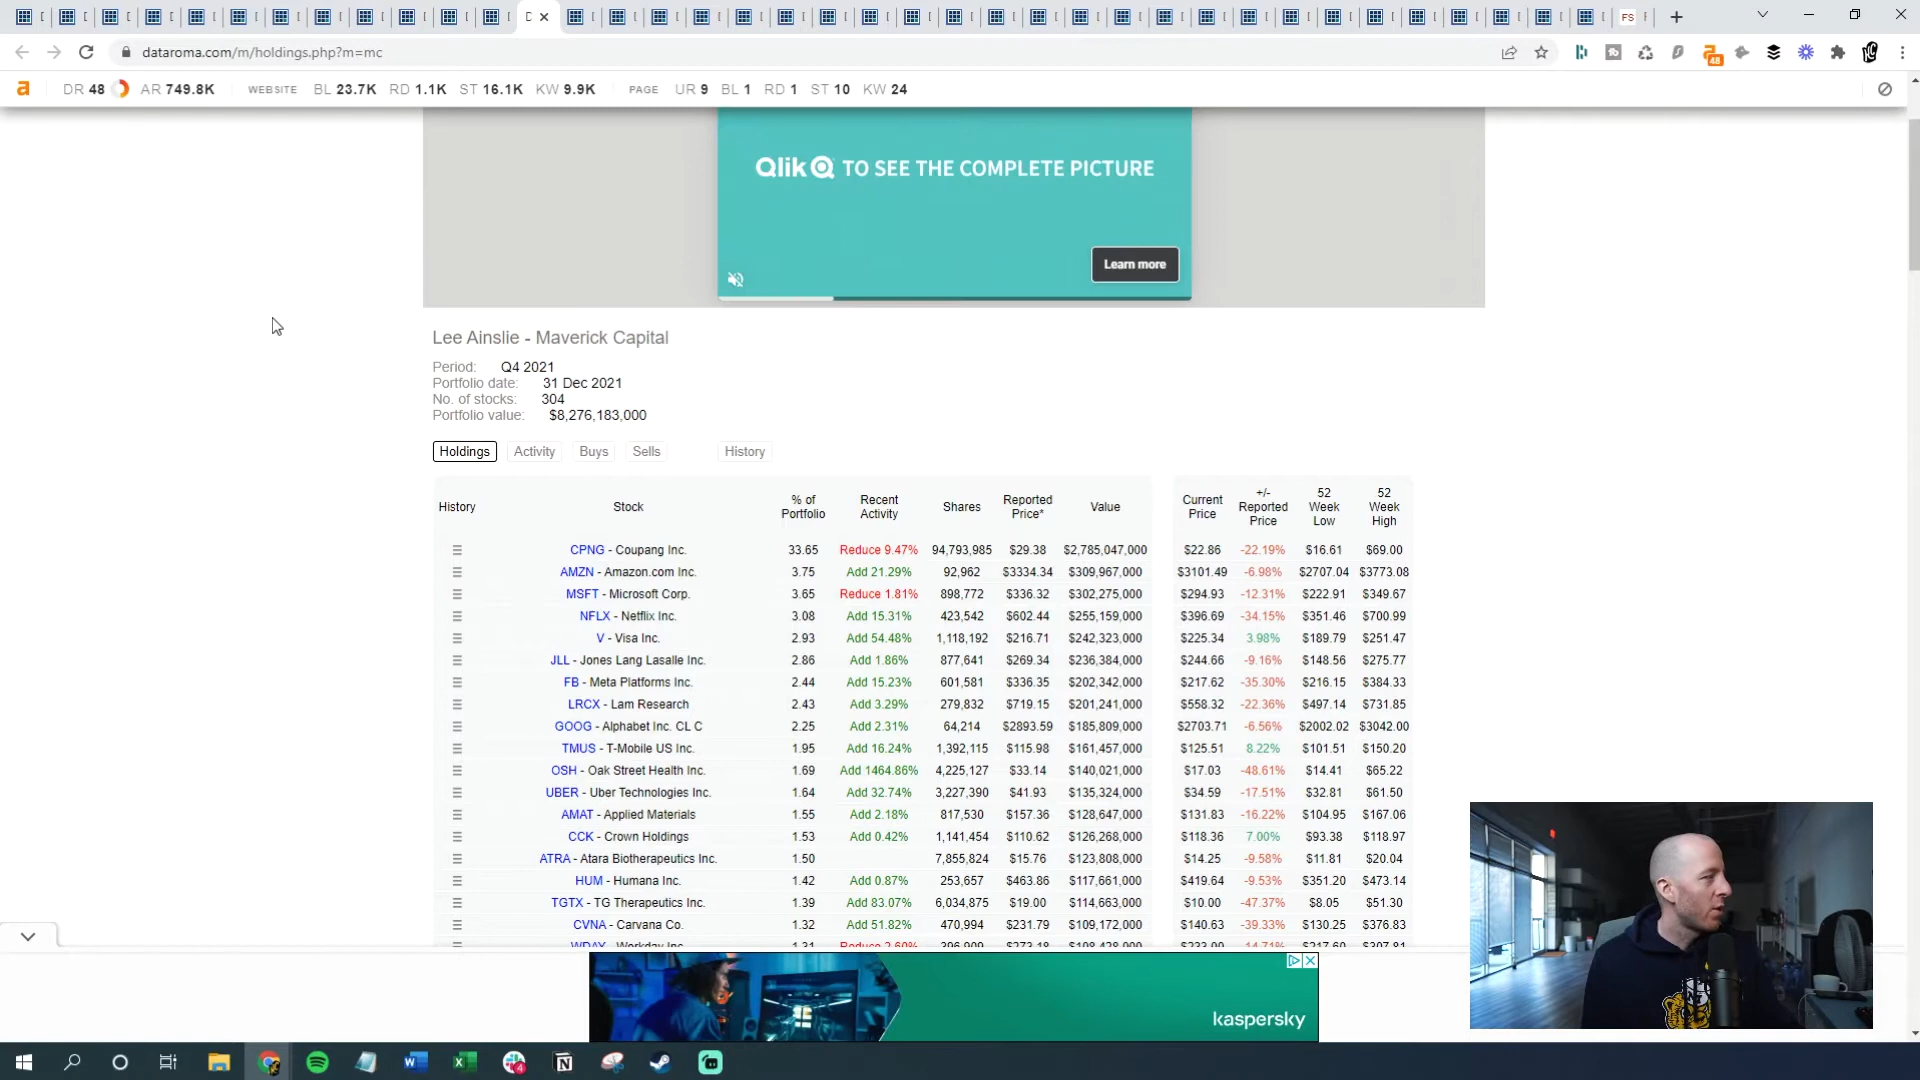 dataroma.com/m/holdings.php?m=mc
48
DR 48 AR 749.8K WEBSITE BL 23.7K RD 1.1K ST 16.1K KW 9.9K PAGE UR 9 BL 1 RD 1 ST 10 KW 24
Qlik TO SEE THE COMPLETE PICTURE
Learn more
Lee Ainslie - Maverick Capital
Period: Q4 2021
Portfolio date: 31 Dec 2021
No. of stocks: 304
Portfolio value: $8,276,183,000
Holdings Activity Buys Sells History
History Stock % of Portfolio Recent Activity Shares Reported Price* Value Current Price +/- Reported Price 52 Week Low 52 Week High
CPNG - Coupang Inc. 33.65 Reduce 9.47% 94,793,985 $29.38 $2,785,047,000 $22.86 -22.19% $16.61 $69.00
AMZN - Amazon.com Inc. 3.75 Add 21.29% 92,962 $3334.34 $309,967,000 $3101.49 -6.98% $2707.04 $3773.08
MSFT - Microsoft Corp. 3.65 Reduce 1.81% 898,772 $336.32 $302,275,000 $294.93 -12.31% $222.91 $349.67
NFLX - Netflix Inc. 3.08 Add 15.31% 423,542 $602.44 $255,159,000 $396.69 -34.15% $351.46 $700.99
V - Visa Inc. 2.93 Add 54.48% 1,118,192 $216.71 $242,323,000 $225.34 3.98% $189.79 $251.47
JLL - Jones Lang Lasalle Inc. 2.86 Add 1.86% 877,641 $269.34 $236,384,000 $244.66 -9.16% $148.56 $275.77
FB - Meta Platforms Inc. 2.44 Add 15.23% 601,581 $336.35 $202,342,000 $217.62 -35.30% $216.15 $384.33
LRCX - Lam Research 2.43 Add 3.29% 279,832 $719.15 $201,241,000 $558.32 -22.36% $497.14 $731.85
GOOG - Alphabet Inc. CL C 2.25 Add 2.31% 64,214 $2893.59 $185,809,000 $2703.71 -6.56% $2002.02 $3042.00
TMUS - T-Mobile US Inc. 1.95 Add 16.24% 1,392,115 $115.98 $161,457,000 $125.51 8.22% $101.51 $150.20
OSH - Oak Street Health Inc. 1.69 Add 1464.86% 4,225,127 $33.14 $140,021,000 $17.03 -48.61% $14.41 $65.22
UBER - Uber Technologies Inc. 1.64 Add 32.74% 3,227,390 $41.93 $135,324,000 $34.59 -17.51% $32.81 $61.50
AMAT - Applied Materials 1.55 Add 2.18% 817,530 $157.36 $128,647,000 $131.83 -16.22% $104.95 $167.06
CCK - Crown Holdings 1.53 Add 0.42% 1,141,454 $110.62 $126,268,000 $118.36 7.00% $93.38 $118.97
ATRA - Atara Biotherapeutics Inc. 1.50 7,855,824 $15.76 $123,808,000 $14.25 -9.58% $11.81 $20.04
HUM - Humana Inc. 1.42 Add 0.87% 253,657 $463.86 $117,661,000 $419.64 -9.53% $351.20 $473.14
TGTX - TG Therapeutics Inc. 1.39 Add 83.07% 6,034,875 $19.00 $114,663,000 $10.00 -47.37% $8.05 $51.30
CVNA - Carvana Co. 1.32 Add 51.82% 470,994 $231.79 $109,172,000 $140.63 -39.33% $130.25 $376.83
WDAY - Workday Inc. 1.31 Reduce 2.60%
kaspersky